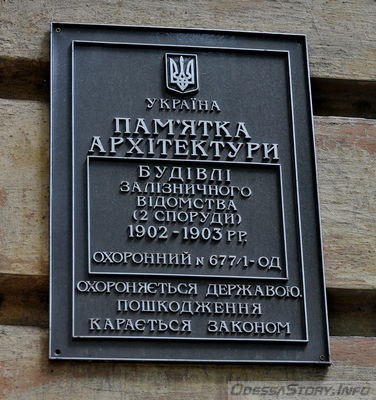 УКРАЇНА
ПАМ'ЯТКА
АРХІТЕКТУРИ
БУДІВЛІ
ЗАЛІЗНИЧНОГО
ВІДОМСТВА
(2 СПОРУДИ)
1902-1903 РР.
ОХОРОННИЙ № 677/1-ОД
ОХОРОНЯЄТЬСЯ ДЕРЖАВОЮ.
ПОШКОДЖЕННЯ
КАРАЄТЬСЯ ЗАКОНОМ
OdessaStory.Info